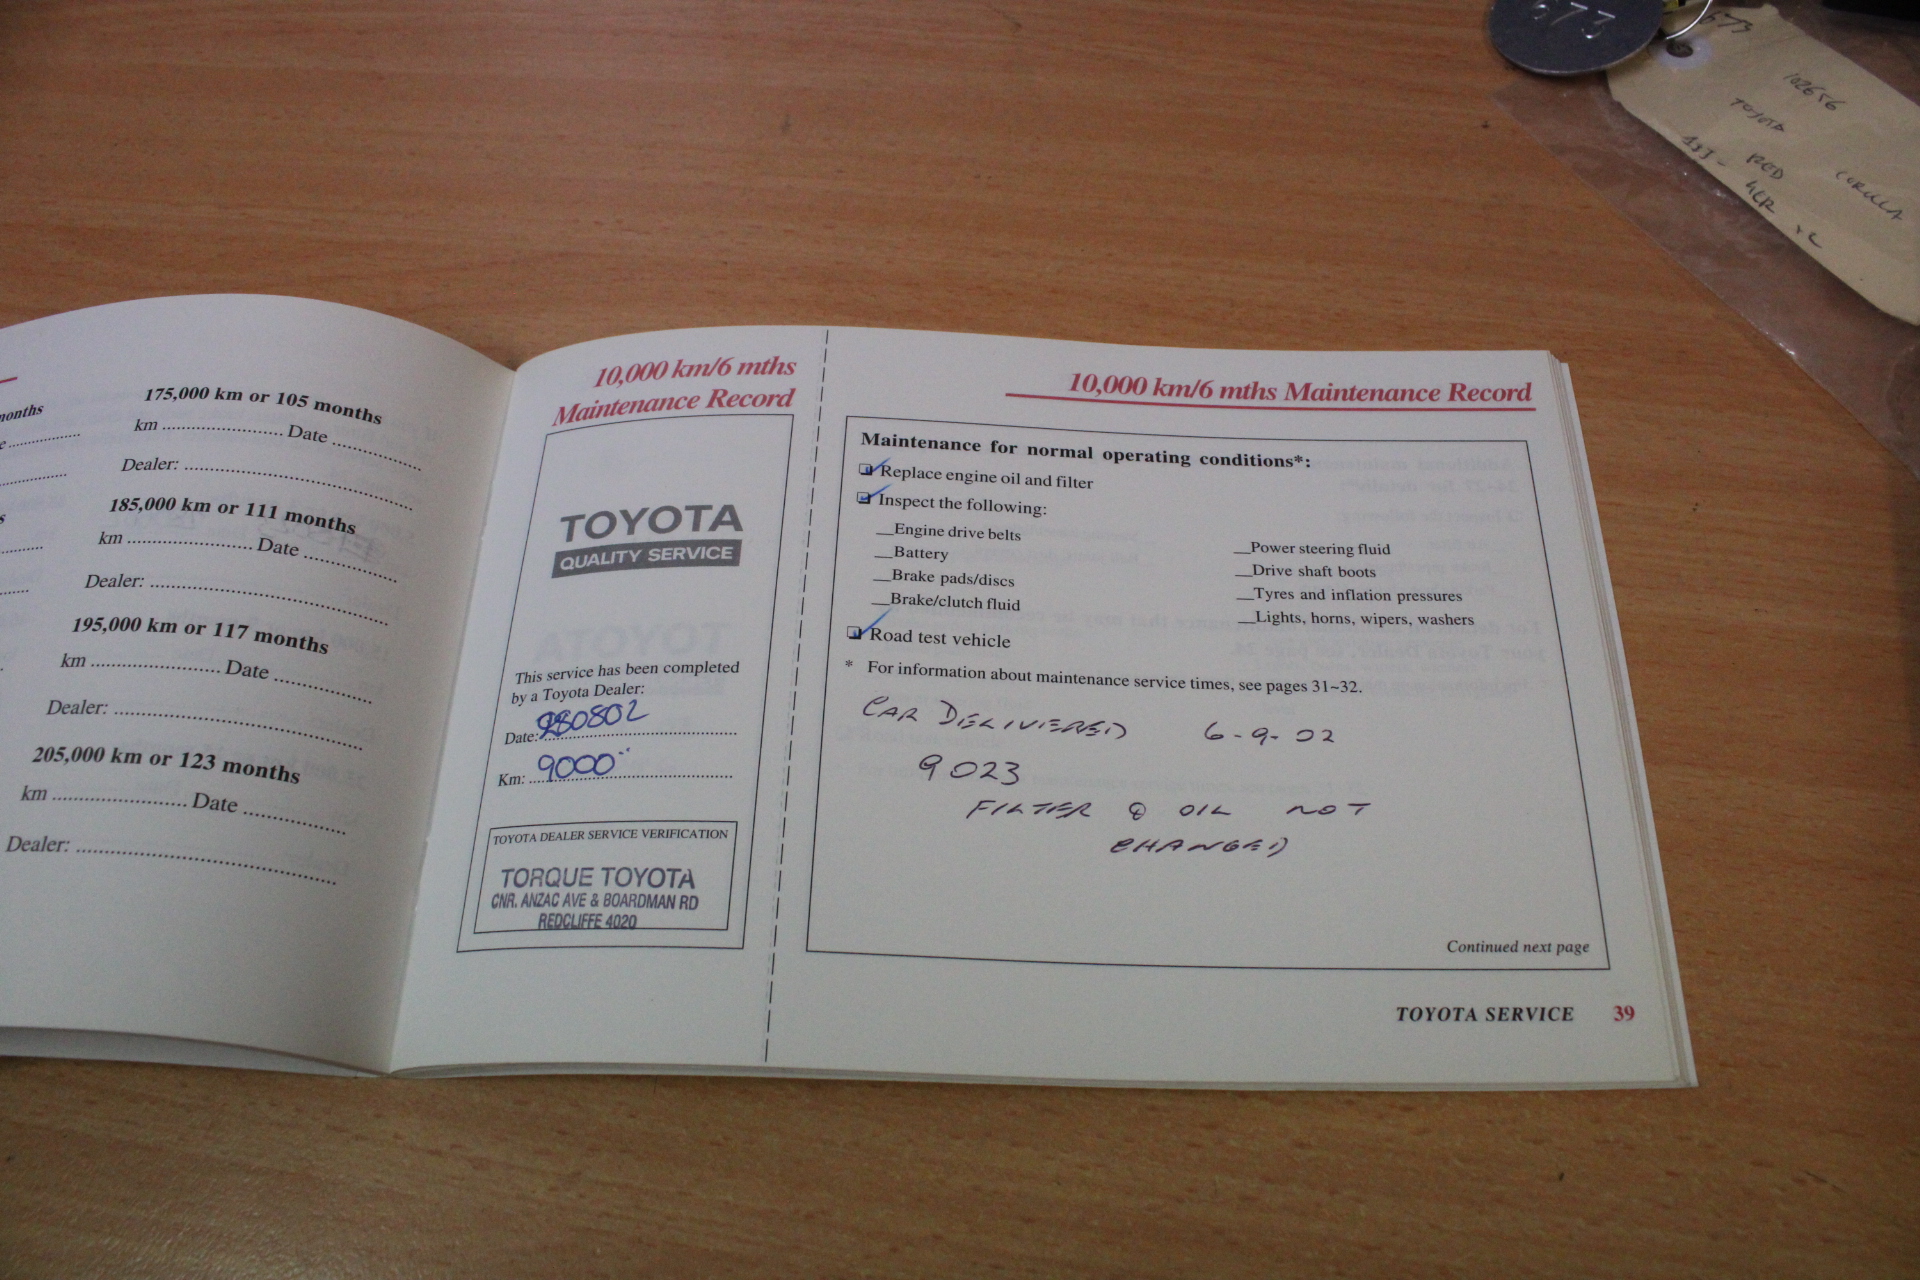 673
673
102656
TOYOTA
COROLLA
RED
months
175,000 km or 105 months
km ........................ Date ..................
Dealer: .............................................
185,000 km or 111 months
km ........................ Date ..................
Dealer: .............................................
195,000 km or 117 months
km ........................ Date ..................
Dealer: .............................................
205,000 km or 123 months
km ........................ Date ..................
Dealer: .............................................
10,000 km/6 mths
Maintenance Record
TOYOTA
QUALITY SERVICE
This service has been completed
by a Toyota Dealer:
Date: 280802
Km: 9000
TOYOTA DEALER SERVICE VERIFICATION
TORQUE TOYOTA
CNR. ANZAC AVE & BOARDMAN RD
REDCLIFFE 4020
10,000 km/6 mths Maintenance Record
Maintenance for normal operating conditions*:
Replace engine oil and filter
Inspect the following:
__Engine drive belts
__Battery
__Brake pads/discs
__Brake/clutch fluid
__Power steering fluid
__Drive shaft boots
__Tyres and inflation pressures
__Lights, horns, wipers, washers
Road test vehicle
* For information about maintenance service times, see pages 31~32.
CAR DELIVERED 6-9-02
9023
FILTER & OIL NOT
CHANGED
Continued next page
TOYOTA SERVICE 39